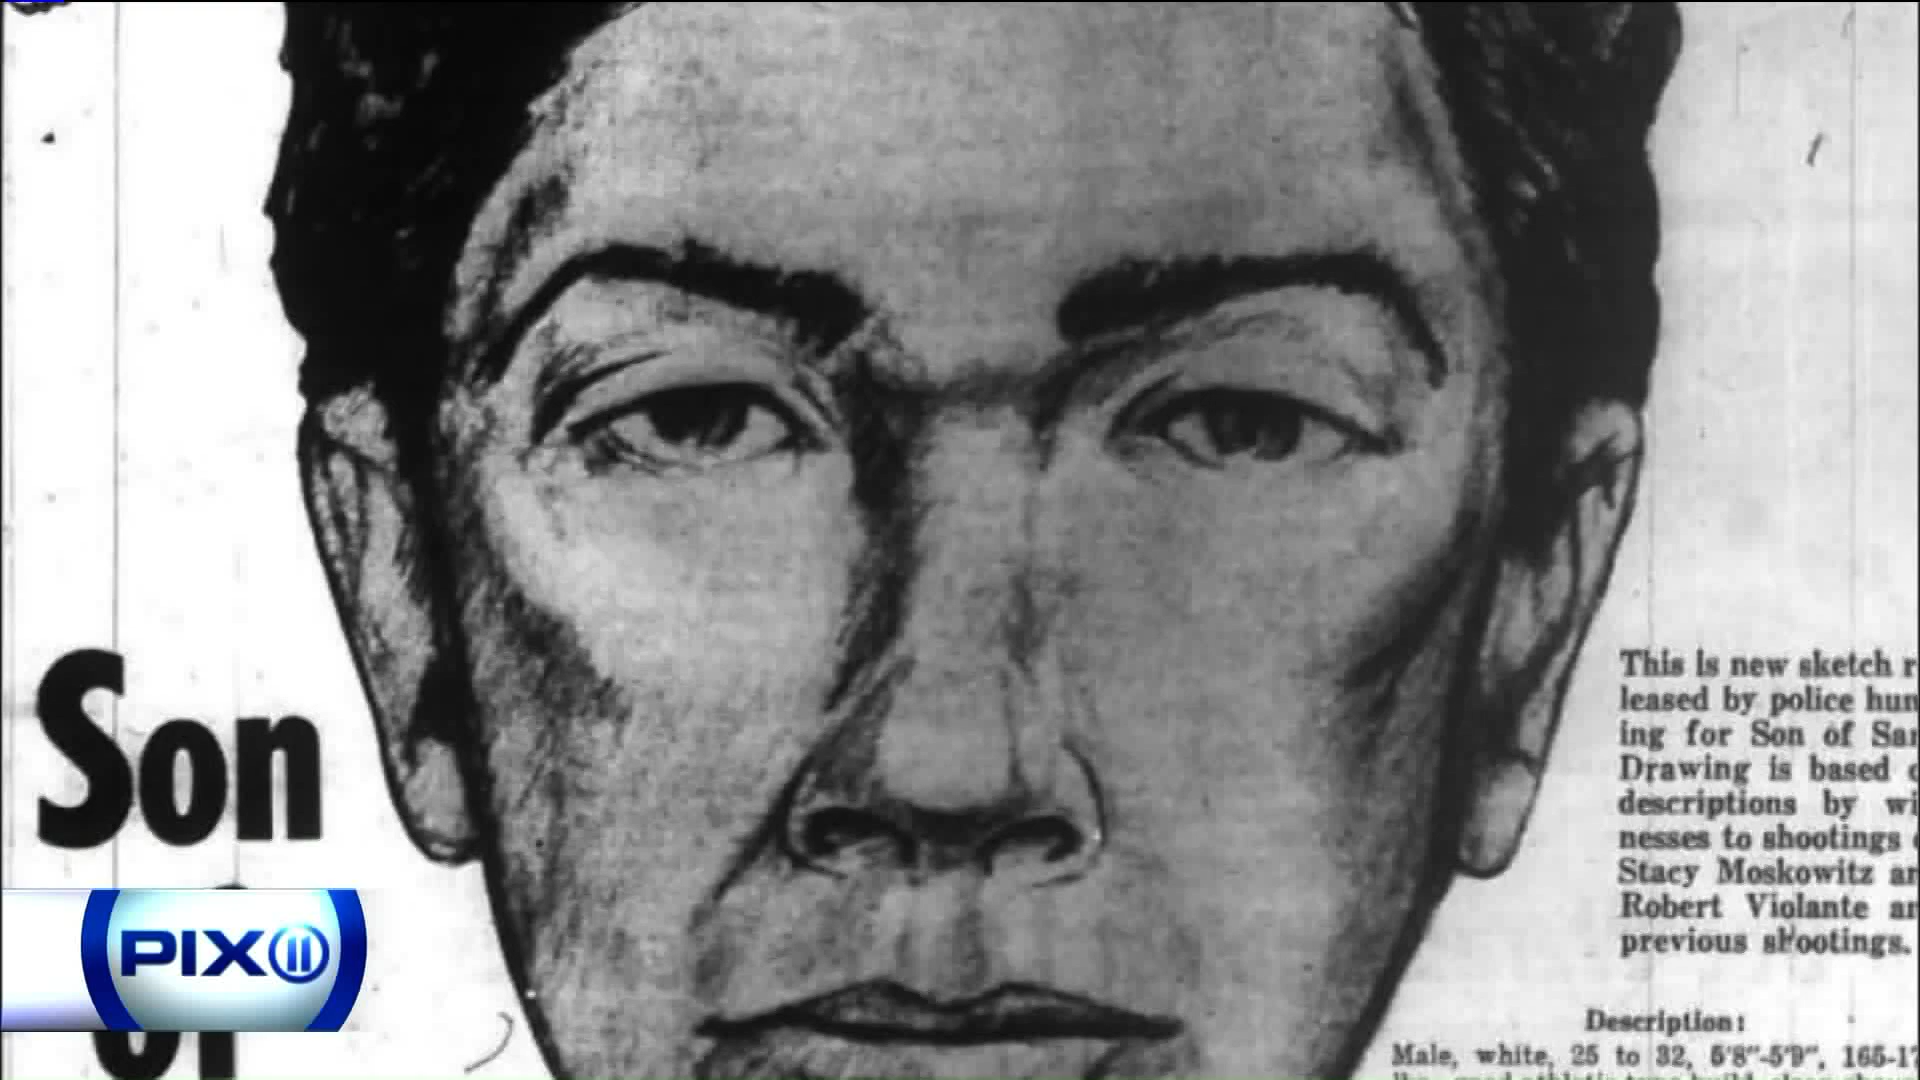 Son
of
PIX11
This is new sketch r
leased by police hun
ing for Son of Sa
Drawing is based
descriptions by wi
nesses to shootings
Stacy Moskowitz a
Robert Violante a
previous shootings.
Description:
Male, white, 25 to 32, 5'8"-5'9", 165-17